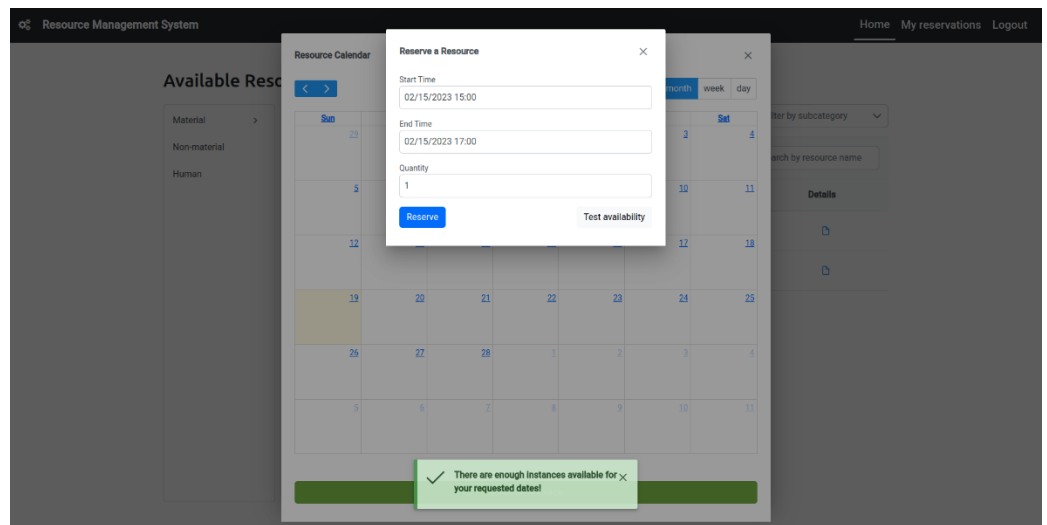 Resource Management System
Home My reservations Logout
Resource Calendar
Reserve a Resource
Available Reso
Start Time
month week day
02/15/2023 15:00
Material
Non-material
Human
Sun
Sat
End Time
02/15/2023 17:00
lter by subcategory
arch by resource name
Details
Quantity
1
Reserve
Test availability
29 3 4
5 10 11
12 17 18
19 20 21 22 23 24 25
26 27 28 1 2 3 4
5 6 7 8 9 10 11
There are enough instances available for
your requested dates!